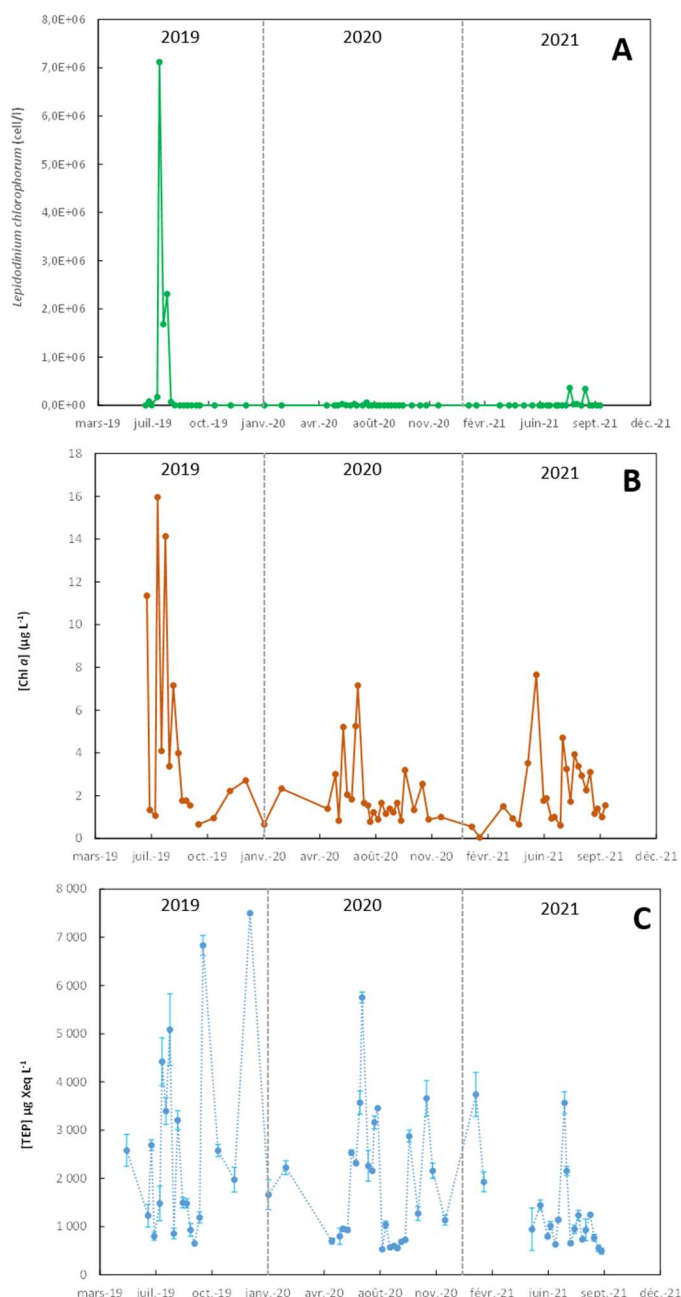 2019 2020 2021 A
Lepidodinium chlorophorum (cell/l)
8,0E+06
7,0E+06
6,0E+06
5,0E+06
4,0E+06
3,0E+06
2,0E+06
1,0E+06
0,0E+00
mars-19 juil.-19 oct.-19 janv.-20 avr.-20 août-20 nov.-20 févr.-21 juin-21 sept.-21 déc.-21
2019 2020 2021 B
[Chl a] (µg L-1)
18
16
14
12
10
8
6
4
2
0
mars-19 juil.-19 oct.-19 janv.-20 avr.-20 août-20 nov.-20 févr.-21 juin-21 sept.-21 déc.-21
2019 2020 2021 C
[TEP] µg Xeq L-1
8 000
7 000
6 000
5 000
4 000
3 000
2 000
1 000
0
mars-19 juil.-19 oct.-19 janv.-20 avr.-20 août-20 nov.-20 févr.-21 juin-21 sept.-21 déc.-21